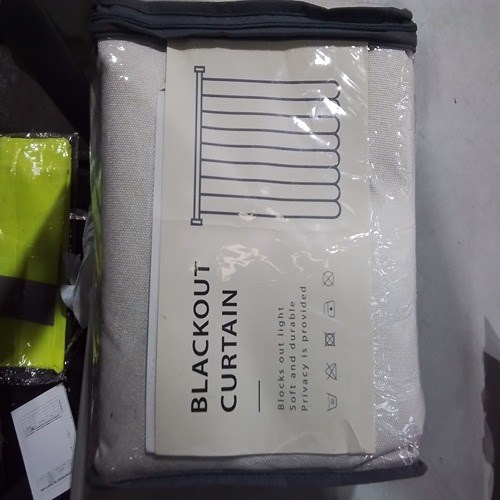 BLACKOUT
CURTAIN
Blocks out light
Soft and durable
Privacy is provided